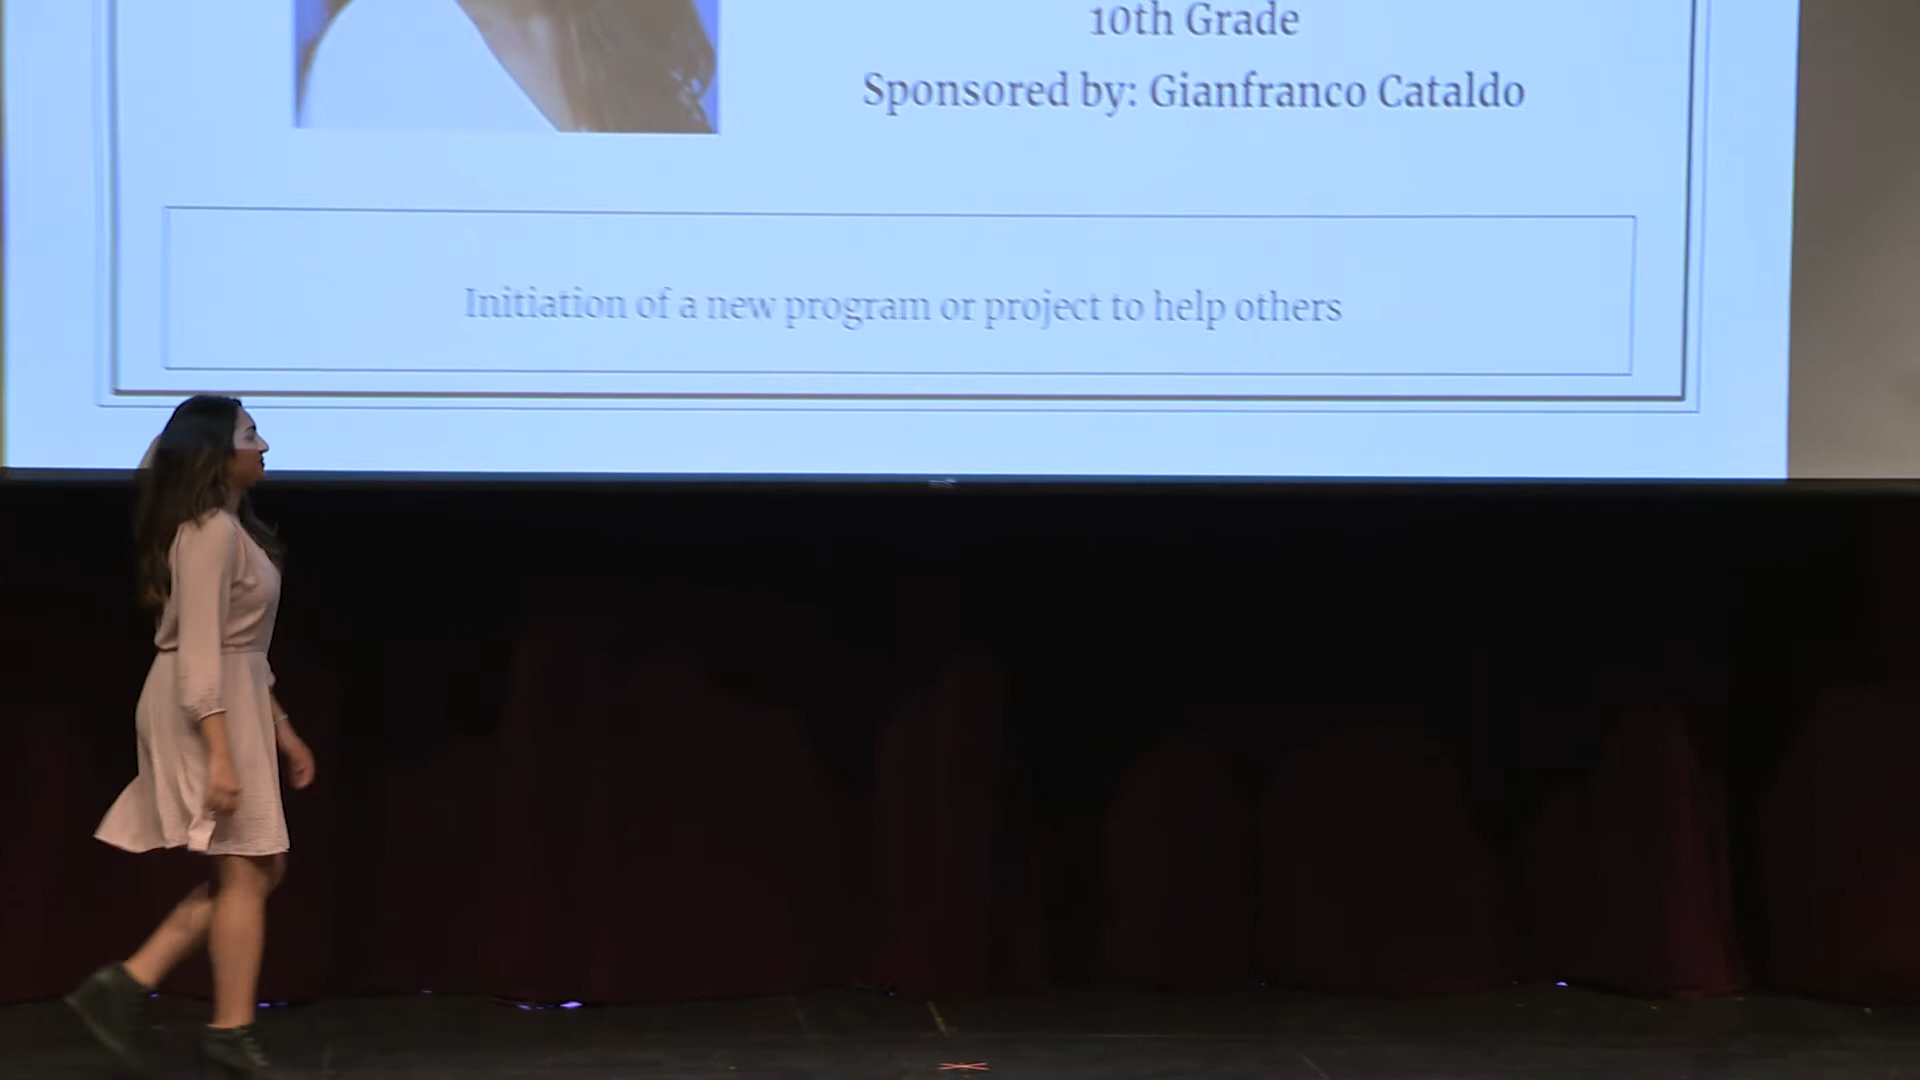 10th Grade
Sponsored by: Gianfranco Cataldo
Initiation of a new program or project to help others